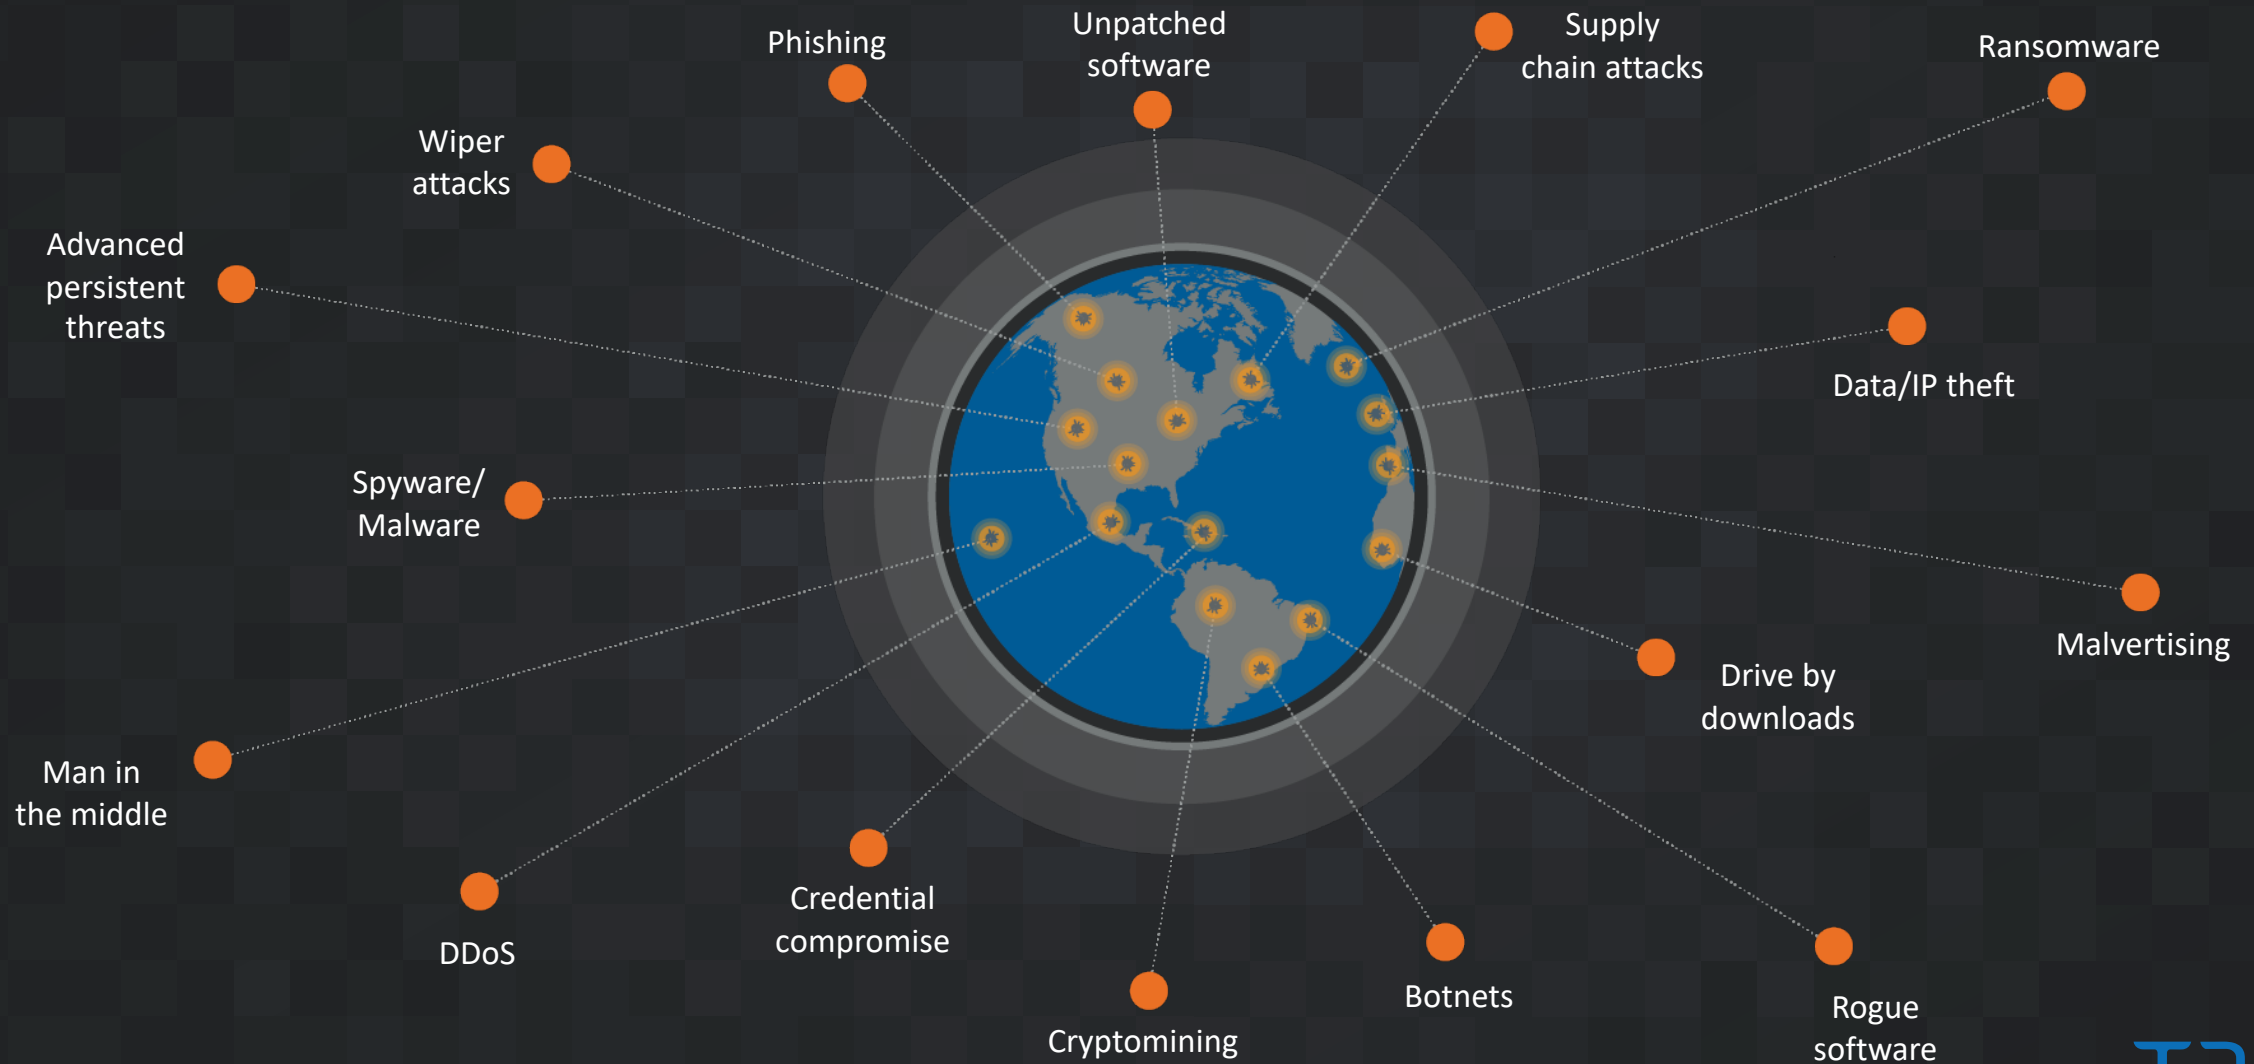 Unpatched
software
Supply
chain attacks
Phishing
Ransomware
Wiper
attacks
Advanced
persistent
threats
Data/IP theft
Spyware/
Malware
Malvertising
Drive by
downloads
Man in
the middle
Credential
compromise
DDoS
Botnets
Cryptomining
Rogue
software